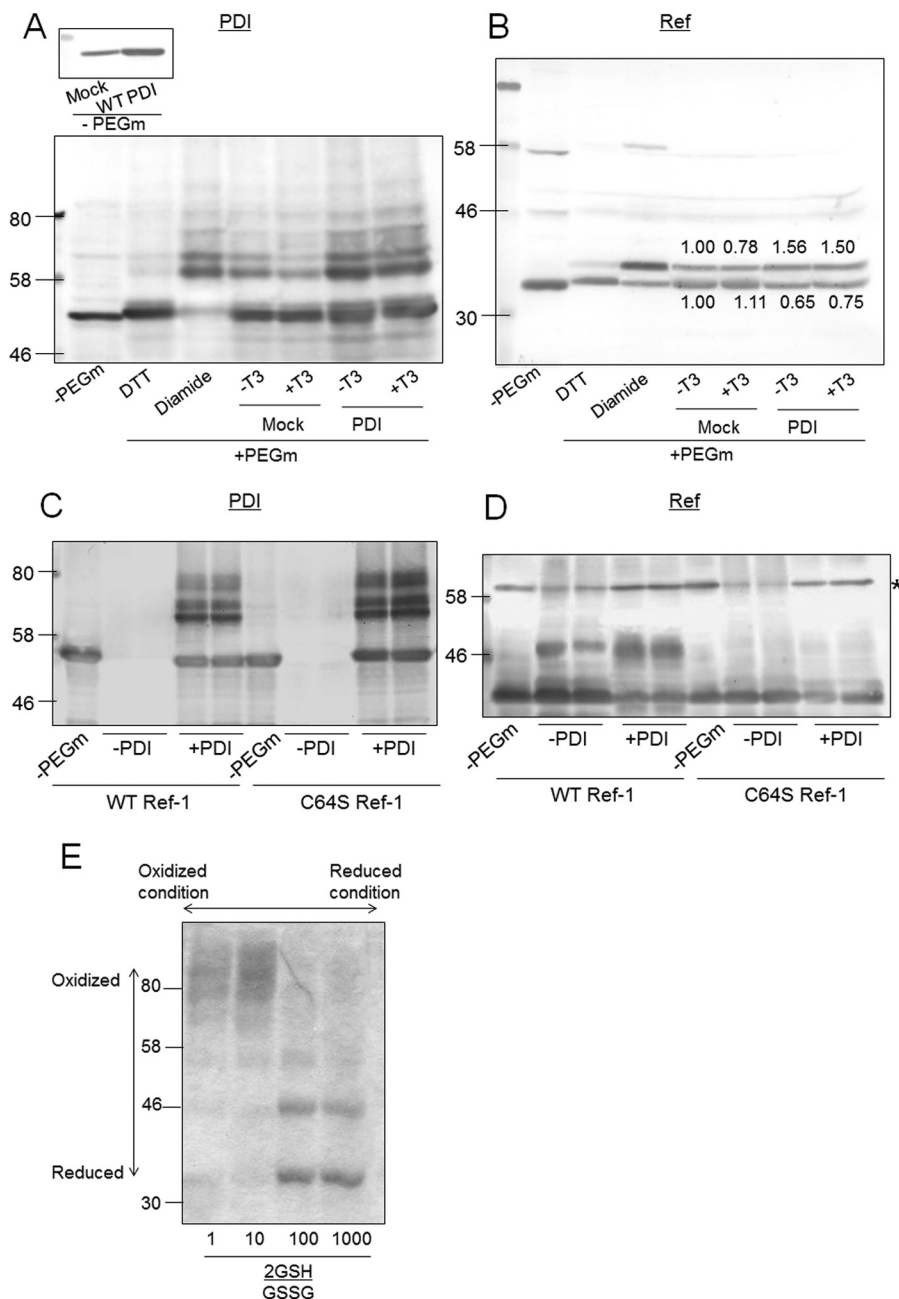 A
PDI
Mock
WT PDI
- PEGm
80
58
46
-PEGm
DTT
Diamide
-T3
+T3
-T3
+T3
Mock
PDI
+PEGm
B
Ref
58
46
30
1.00 0.78 1.56 1.50
1.00 1.11 0.65 0.75
-PEGm
DTT
Diamide
-T3
+T3
-T3
+T3
Mock
PDI
+PEGm
C
PDI
80
58
46
-PEGm
-PDI
+PDI
-PEGm
-PDI
+PDI
WT Ref-1
C64S Ref-1
D
Ref
58
46
*
-PEGm
-PDI
+PDI
-PEGm
-PDI
+PDI
WT Ref-1
C64S Ref-1
E
Oxidized condition
Reduced condition
Oxidized
Reduced
80
58
46
30
1 10 100 1000
2GSH
GSSG